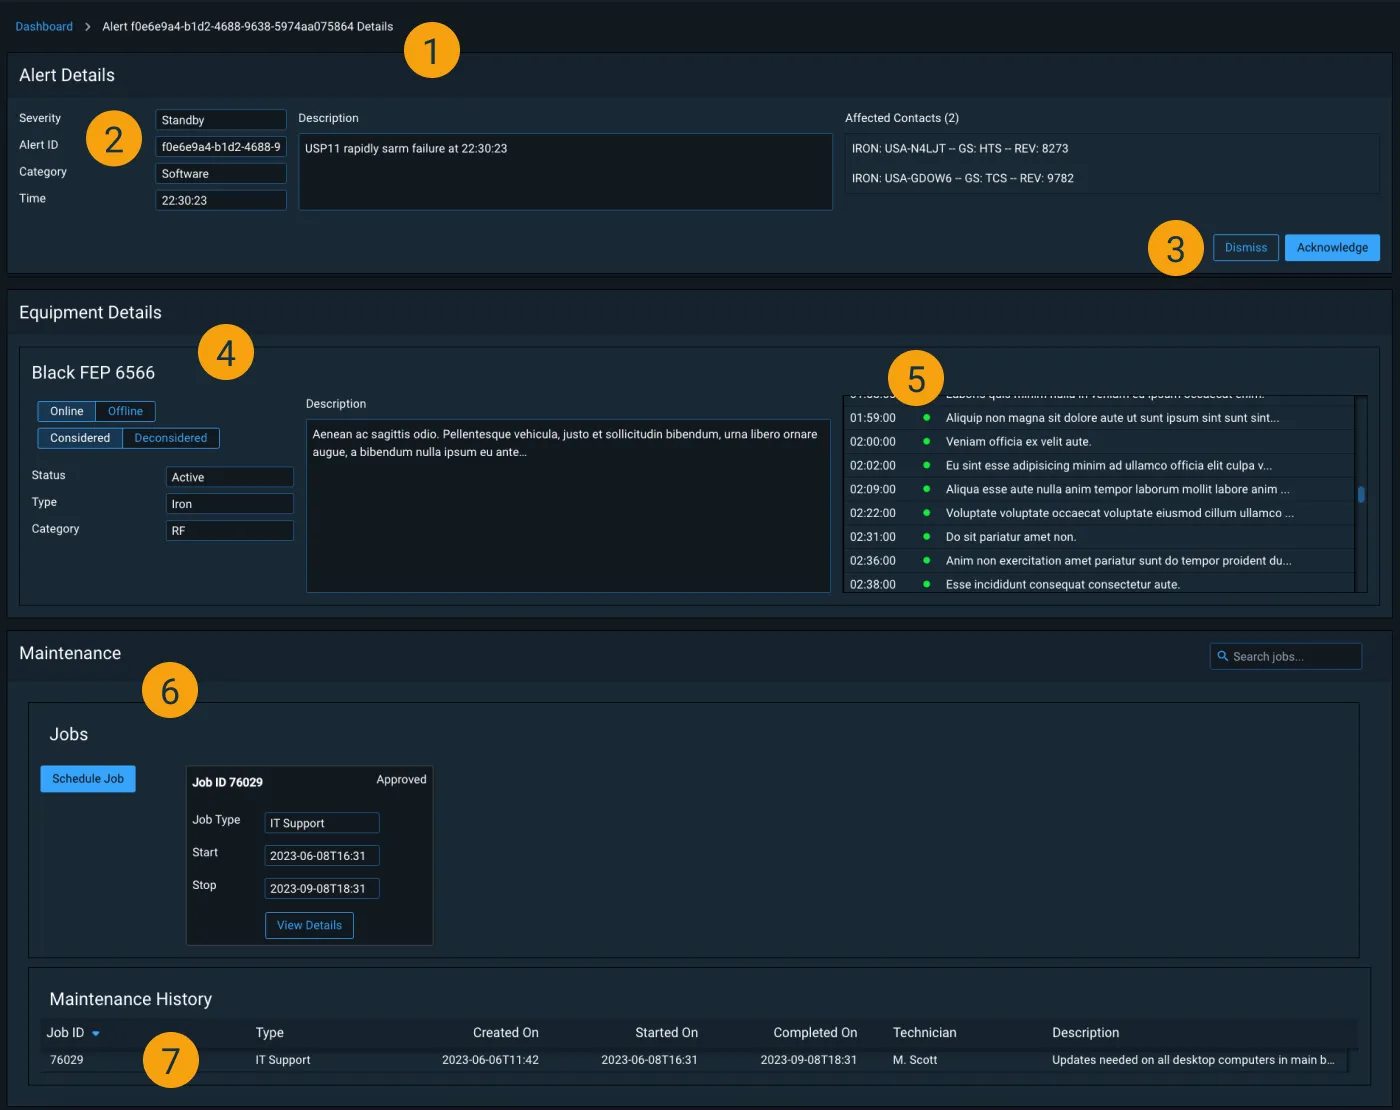 Dashboard > Alert f0e6e9a4-b1d2-4688-9638-5974aa075864 Details
1
Alert Details
Severity
Standby
Alert ID
f0e6e9a4-b1d2-4688-9
Category
Software
Time
22:30:23
2
Description
USP11 rapidly sarm failure at 22:30:23
Affected Contacts (2)
IRON: USA-N4LJT -- GS: HTS -- REV: 8273
IRON: USA-GDOW6 -- GS: TCS -- REV: 9782
3
Dismiss
Acknowledge
Equipment Details
4
Black FEP 6566
Online
Offline
Considered
Deconsidered
Status
Active
Type
Iron
Category
RF
Description
Aenean ac sagittis odio. Pellentesque vehicula, justo et sollicitudin bibendum, urna libero ornare
augue, a bibendum nulla ipsum eu ante...
5
01:59:00 Aliquip non magna sit dolore aute ut sunt ipsum sint sunt sint...
02:00:00 Veniam officia ex velit aute.
02:02:00 Eu sint esse adipisicing minim ad ullamco officia elit culpa v...
02:09:00 Aliqua esse aute nulla anim tempor laborum mollit labore anim ...
02:22:00 Voluptate voluptate occaecat voluptate eiusmod cillum ullamco ...
02:31:00 Do sit pariatur amet non.
02:36:00 Anim non exercitation amet pariatur sunt do tempor proident du...
02:38:00 Esse incididunt consequat consectetur aute.
Maintenance
Search jobs...
6
Jobs
Schedule Job
Job ID 76029
Approved
Job Type
IT Support
Start
2023-06-08T16:31
Stop
2023-09-08T18:31
View Details
Maintenance History
Job ID Type Created On Started On Completed On Technician Description
76029 IT Support 2023-06-06T11:42 2023-06-08T16:31 2023-09-08T18:31 M. Scott Updates needed on all desktop computers in main b...
7